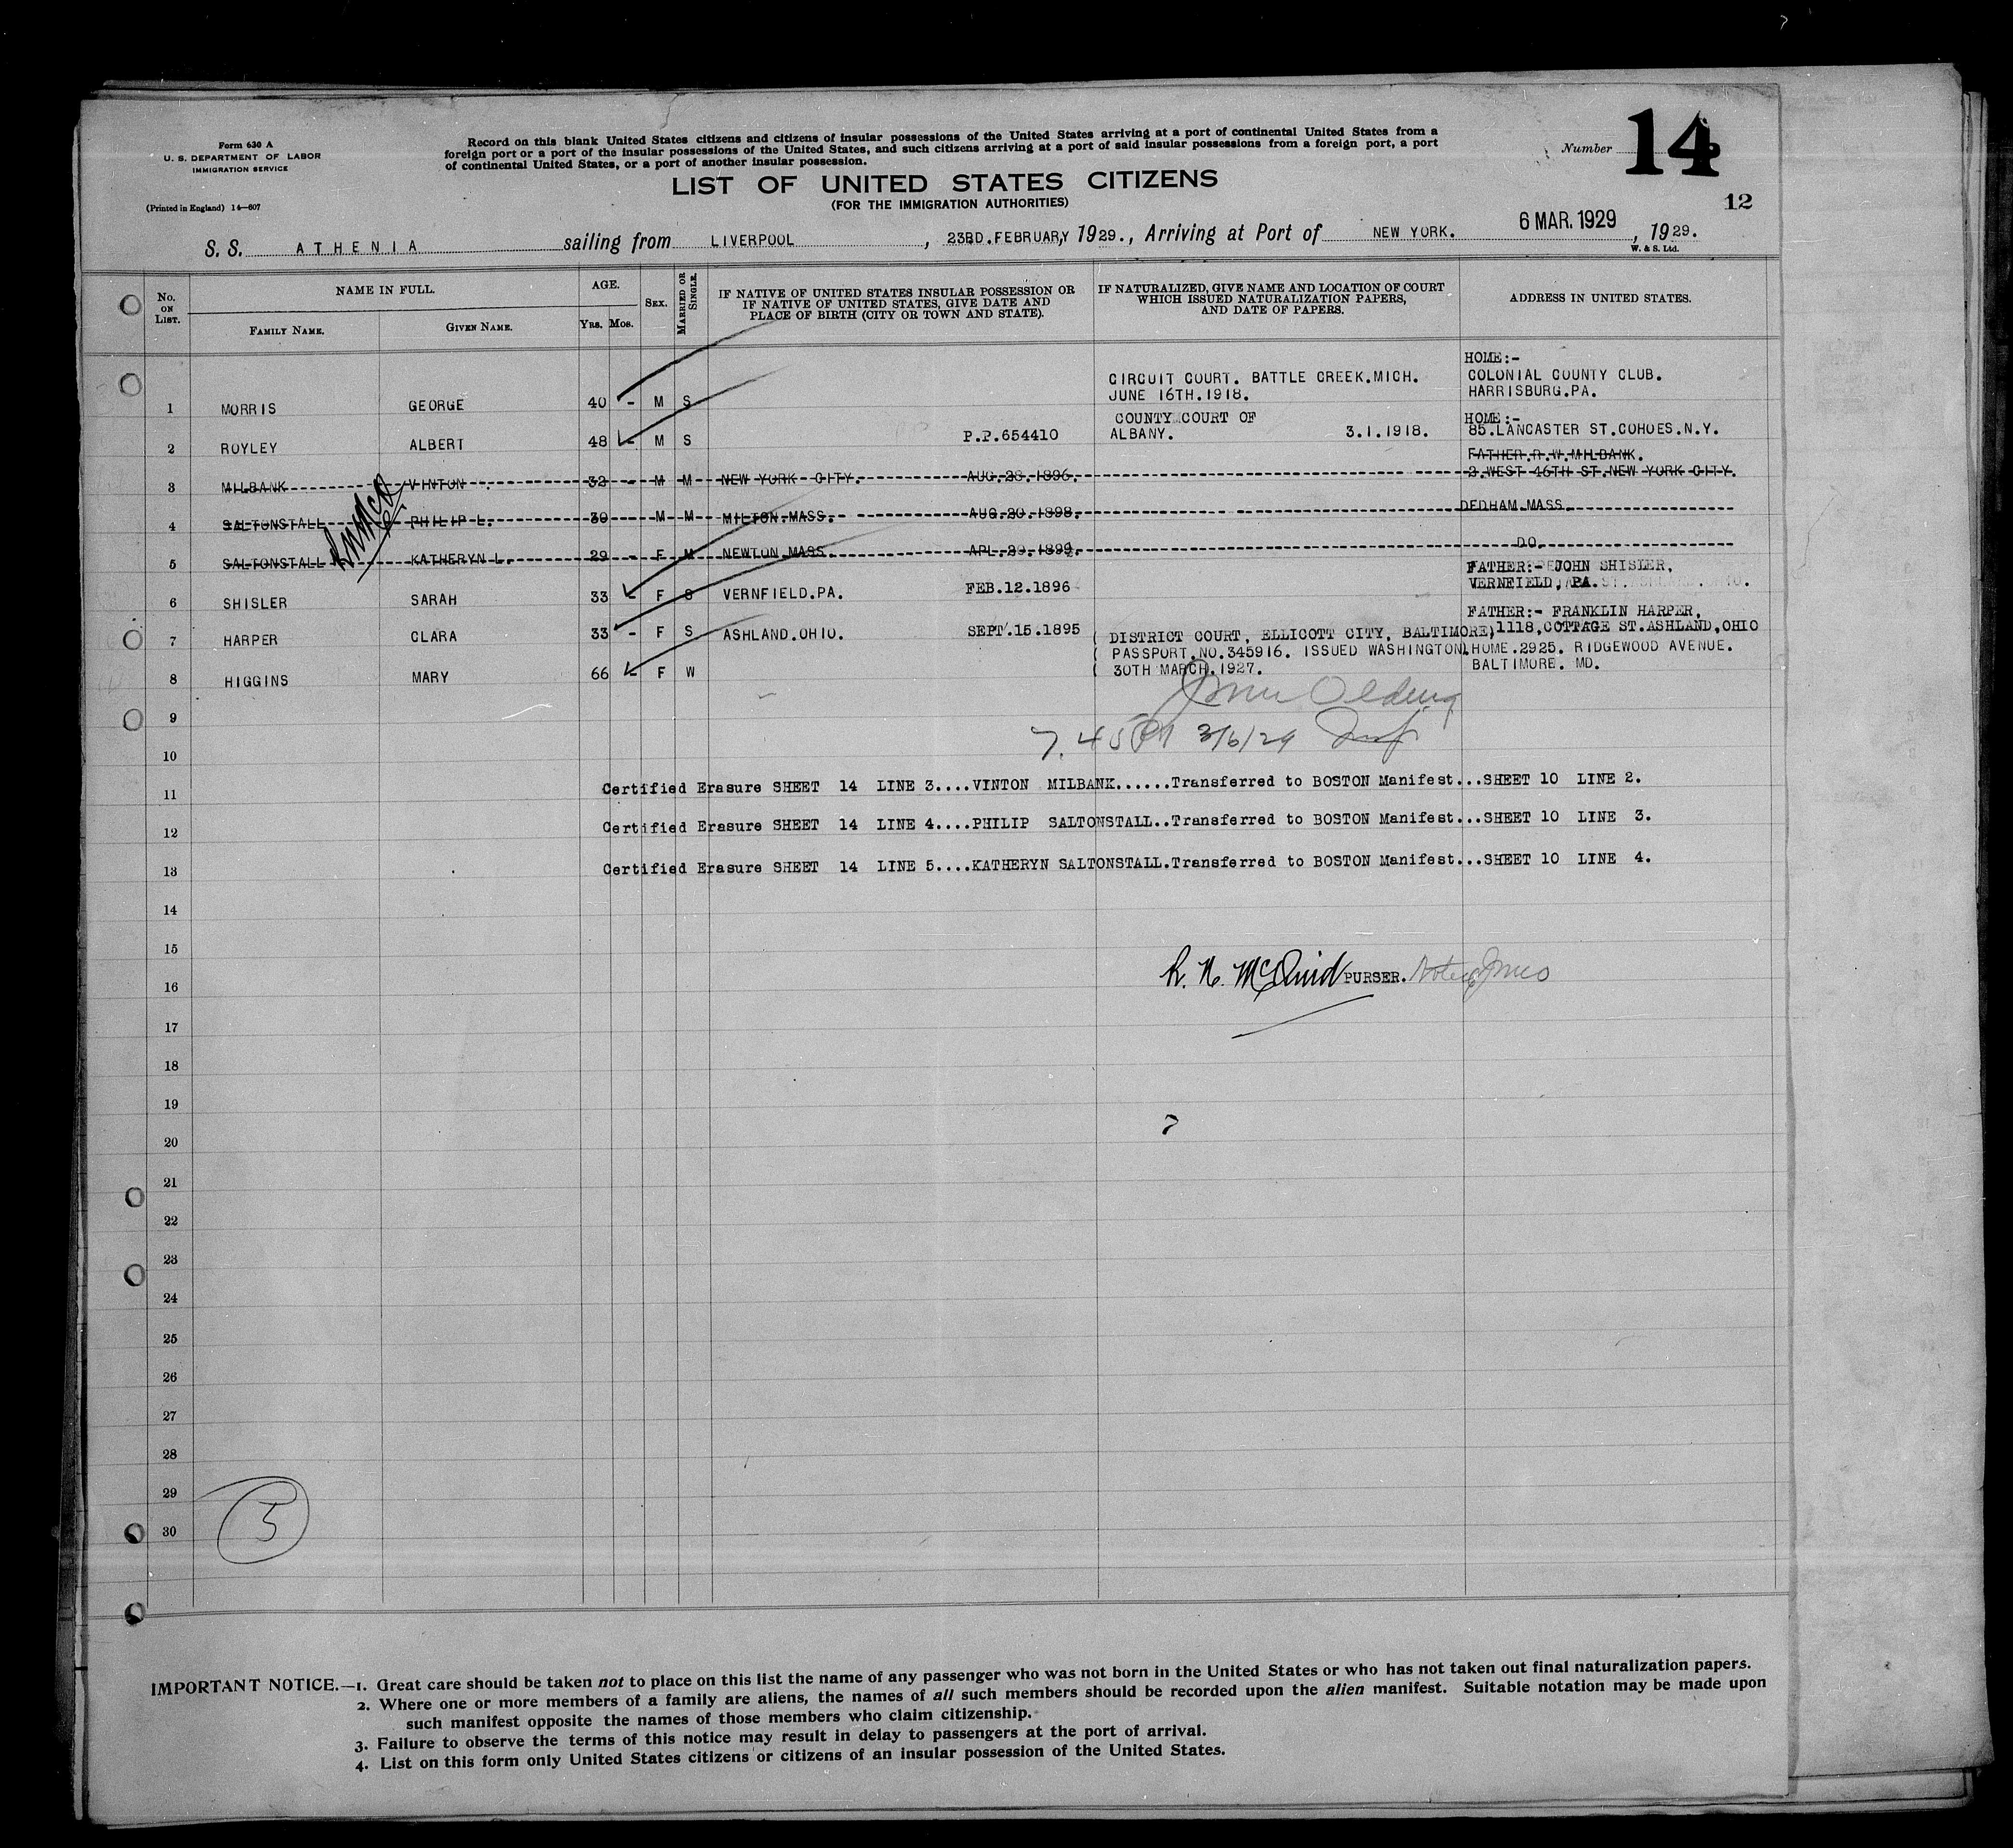 Form 630 A
U. S. DEPARTMENT OF LABOR
IMMIGRATION SERVICE
(Printed in England) 14—607
Record on this blank United States citizens and citizens of insular possessions of the United States arriving at a port of continental United States from a
foreign port or a port of the insular possessions of the United States, and such citizens arriving at a port of said insular possessions from a foreign port, a port
of continental United States, or a port of another insular possession.
Number 14
12
LIST OF UNITED STATES CITIZENS
(FOR THE IMMIGRATION AUTHORITIES)
S. S. ATHENIA sailing from LIVERPOOL, 23RD. FEBRUARY 1929., Arriving at Port of NEW YORK. 6 MAR. 1929, 1929.
W. & S. Ltd.
No. ON LIST.
NAME IN FULL.
FAMILY NAME. GIVEN NAME.
AGE.
YRS. MOS.
SEX.
MARRIED OR SINGLE.
IF NATIVE OF UNITED STATES INSULAR POSSESSION OR
IF NATIVE OF UNITED STATES, GIVE DATE AND
PLACE OF BIRTH (CITY OR TOWN AND STATE).
IF NATURALIZED, GIVE NAME AND LOCATION OF COURT
WHICH ISSUED NATURALIZATION PAPERS,
AND DATE OF PAPERS.
ADDRESS IN UNITED STATES.
HOME:-
CIRCUIT COURT. BATTLE CREEK.MICH. COLONIAL COUNTY CLUB.
1 MORRIS GEORGE 40 - M S JUNE 16TH.1918. HARRISBURG.PA.
COUNTY COURT OF HOME:-
2 ROYLEY ALBERT 48 - M S P.P.654410 ALBANY. 3.1.1918. 85.LANCASTER ST.COHOES.N.Y.
FATHER.R.W.MILBANK.
3 MILBANK VINTON 32 - M M NEW YORK CITY. AUG.28.1896. 2.WEST 46TH ST.NEW YORK CITY.
4 SALTONSTALL PHILIP L. 30 M M MILTON.MASS. AUG.20.1898. DEDHAM.MASS.
5 SALTONSTALL KATHERYN L. 29 - F M NEWTON.MASS. APL.29.1899. DO.
FATHER:- JOHN SHISLER,
6 SHISLER SARAH 33 - F S VERNFIELD.PA. FEB.12.1896 VERNFIELD, PA.
FATHER:- FRANKLIN HARPER,
7 HARPER CLARA 33 - F S ASHLAND.OHIO. SEPT.15.1895 1118,COTTAGE ST.ASHLAND,OHIO
( DISTRICT COURT, ELLICOTT CITY, BALTIMORE)
( PASSPORT.NO.345916. ISSUED WASHINGTON) HOME.2925. RIDGEWOOD AVENUE.
8 HIGGINS MARY 66 - F W ( 30TH MARCH.1927. BALTIMORE. MD.
9
7.45 PM 3/6/29
10
11 Certified Erasure SHEET 14 LINE 3....VINTON MILBANK......Transferred to BOSTON Manifest...SHEET 10 LINE 2.
12 Certified Erasure SHEET 14 LINE 4....PHILIP SALTONSTALL..Transferred to BOSTON Manifest...SHEET 10 LINE 3.
13 Certified Erasure SHEET 14 LINE 5....KATHERYN SALTONSTALL.Transferred to BOSTON Manifest...SHEET 10 LINE 4.
14
15
16 R. N. McQuid PURSER.
17
18
19
20
21
22
23
24
25
26
27
28
29
30
5
IMPORTANT NOTICE.—1. Great care should be taken not to place on this list the name of any passenger who was not born in the United States or who has not taken out final naturalization papers.
2. Where one or more members of a family are aliens, the names of all such members should be recorded upon the alien manifest. Suitable notation may be made upon
such manifest opposite the names of those members who claim citizenship.
3. Failure to observe the terms of this notice may result in delay to passengers at the port of arrival.
4. List on this form only United States citizens or citizens of an insular possession of the United States.